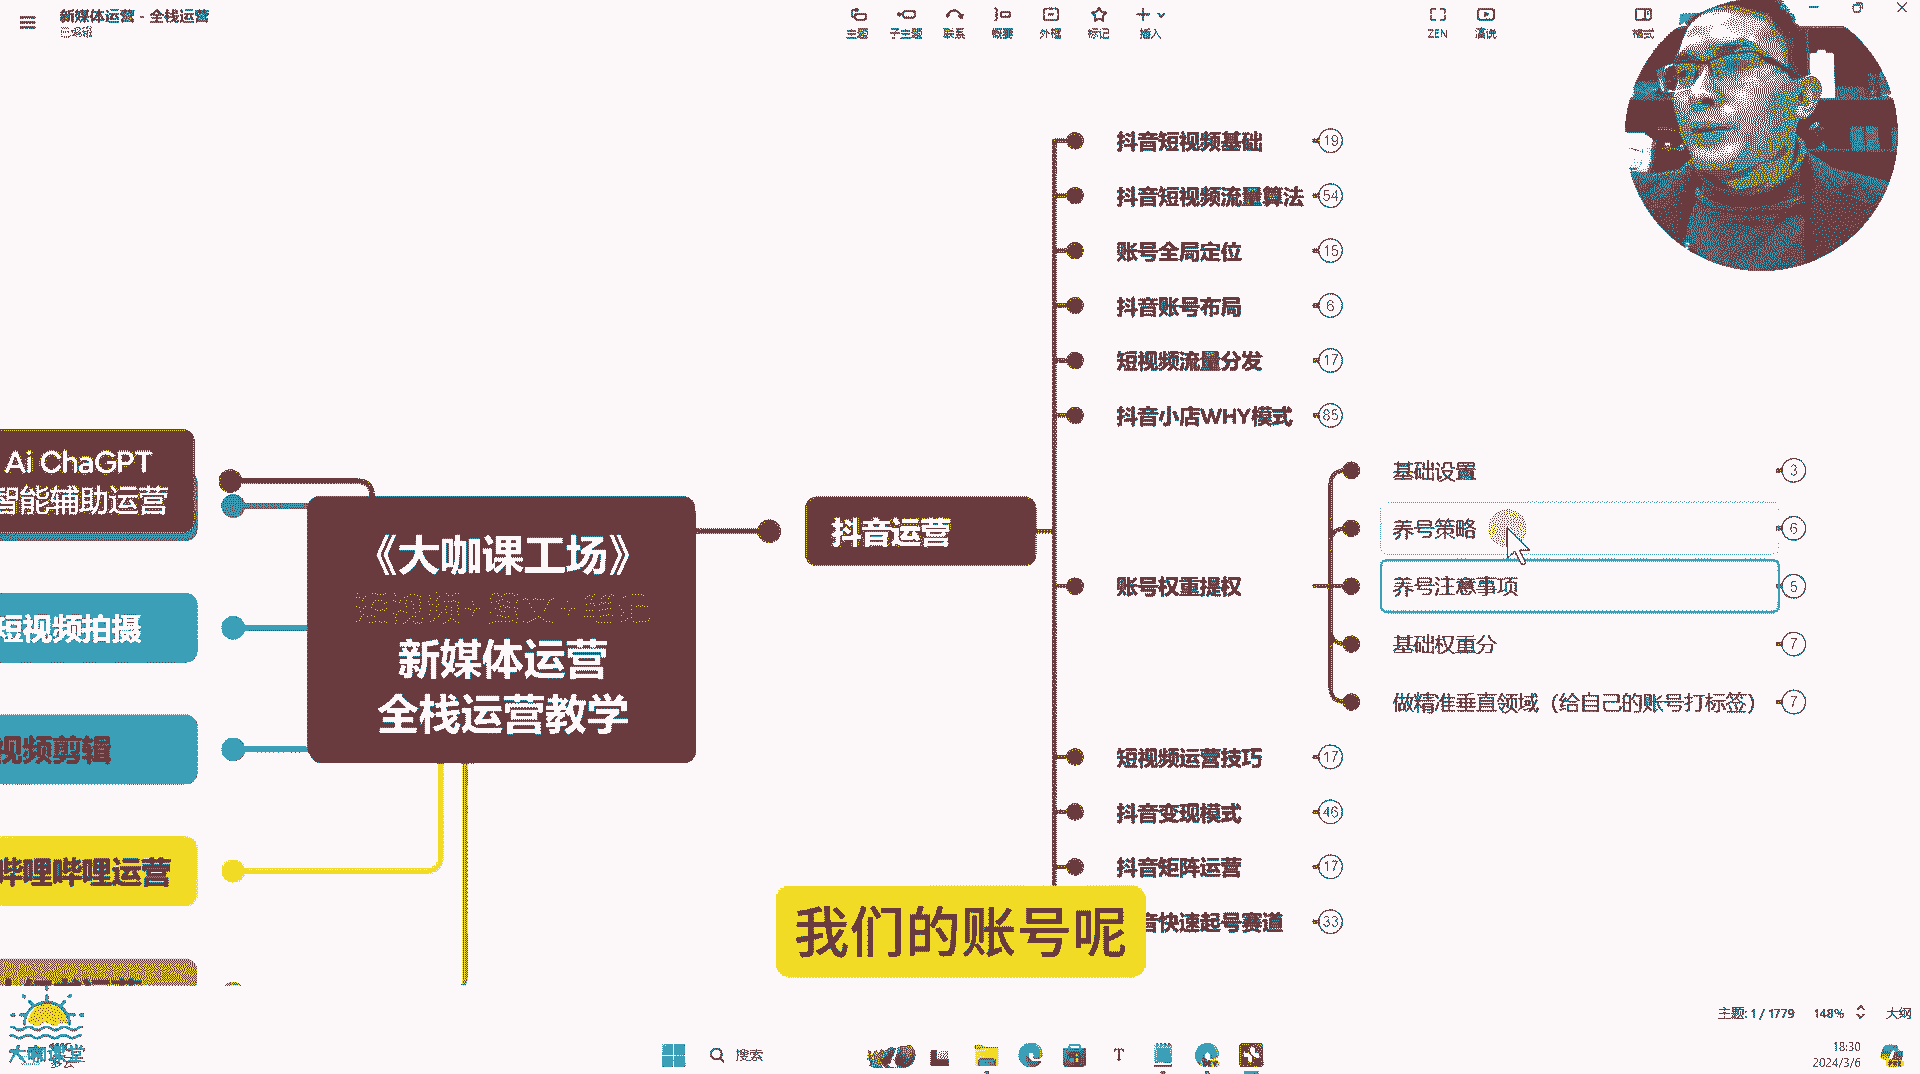 新媒体运营 - 全栈运营
已编辑
主题
子主题
联系
概要
外框
标记
插入
ZEN
演说
格式
抖音短视频基础
19
抖音短视频流量算法
54
账号全局定位
15
抖音账号布局
6
短视频流量分发
17
抖音小店WHY模式
85
Ai ChaGPT
智能辅助运营
基础设置
3
养号策略
6
养号注意事项
5
基础权重分
7
做精准垂直领域（给自己的账号打标签）
7
《大咖课工场》
短视频+图文+笔记
新媒体运营
全栈运营教学
抖音运营
账号权重提权
短视频拍摄
视频剪辑
哔哩哔哩运营
短视频运营技巧
17
抖音变现模式
46
抖音矩阵运营
17
音快速起号赛道
33
我们的账号呢
大咖课堂
多云
搜索
主题: 1 / 1779
148%
大纲
18:30
2024/3/6